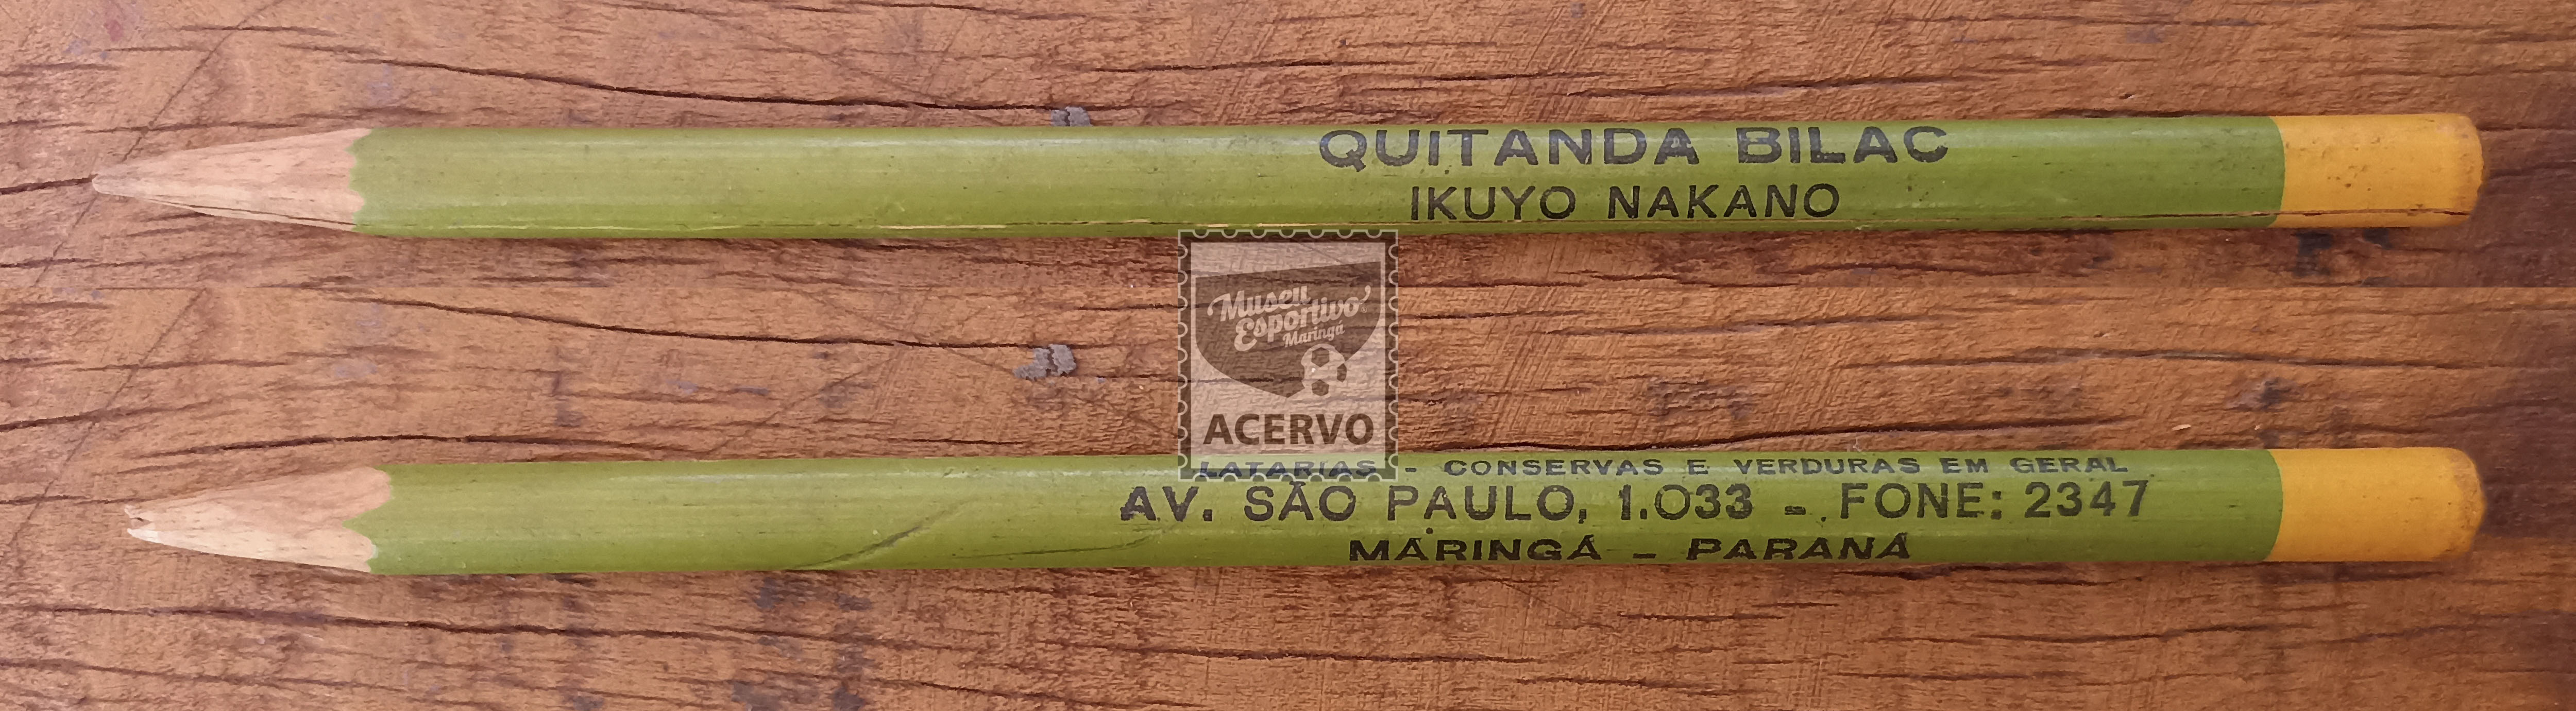 QUITANDA BILAC
IKUYO NAKANO
Museu
Esportivo
Maringá
ACERVO
LATARIAS - CONSERVAS E VERDURAS EM GERAL
AV. SÃO PAULO, 1.033 - FONE: 2347
MARINGÁ - PARANÁ